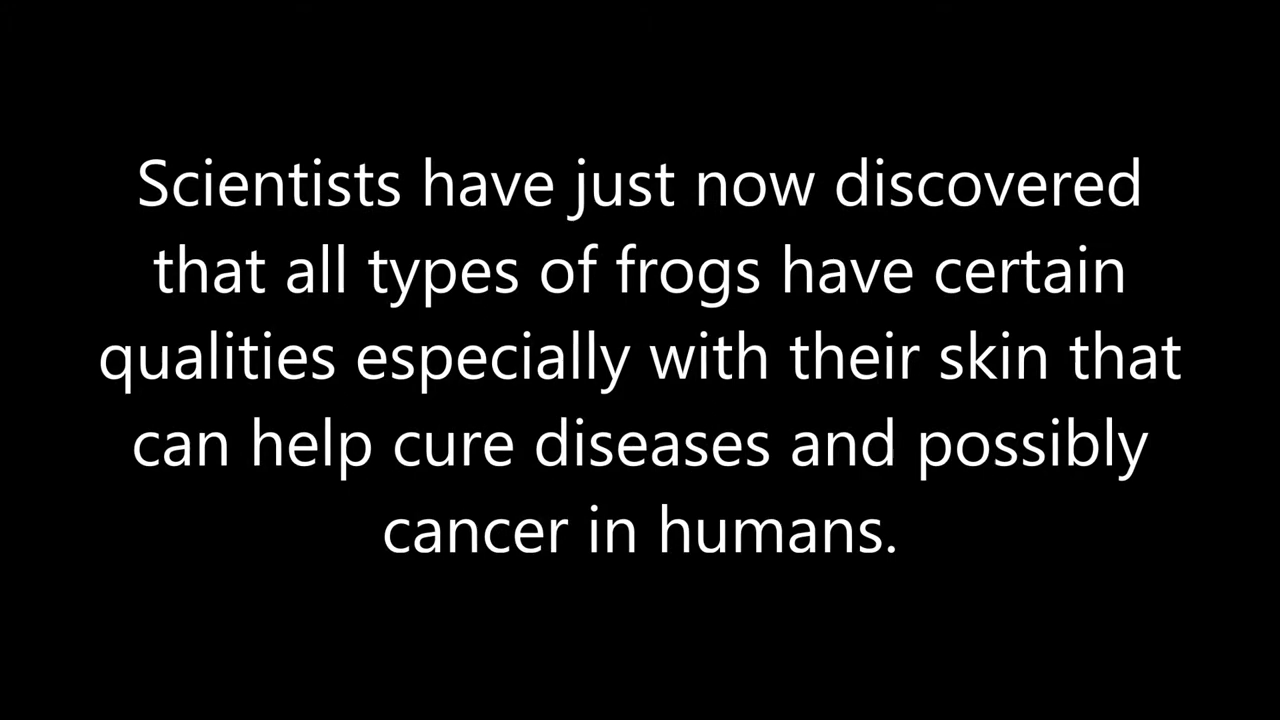 Scientists have just now discovered
that all types of frogs have certain
qualities especially with their skin that
can help cure diseases and possibly
cancer in humans.